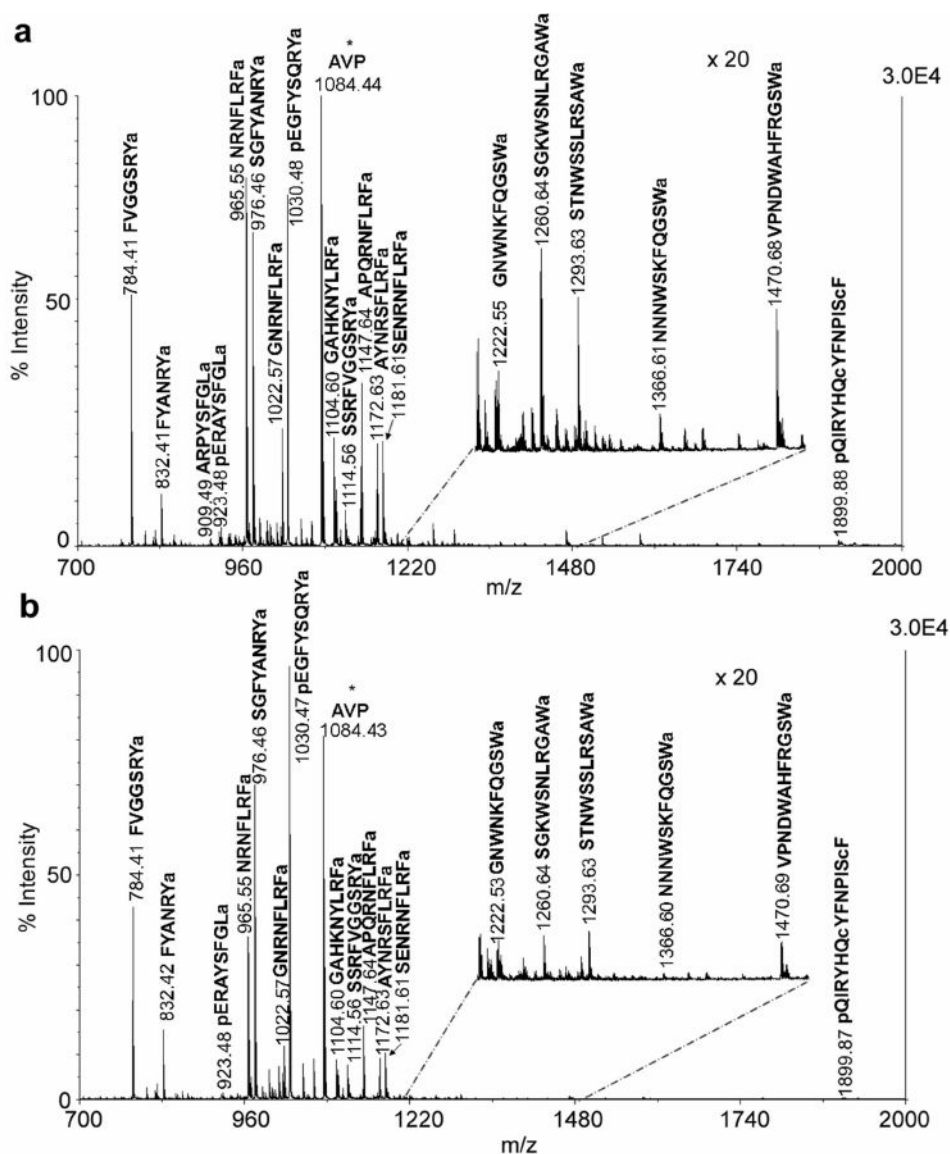 a
% Intensity
100
50
0
784.41 FVGGSRYa
832.41 FYANRYa
909.49 ARPYSFGLa
923.48 pERAYSFGLa
965.55 NRNFLRFa
976.46 SGFYANRYa
1022.57 GNRNFLRFa
1030.48 pEGFYSQRYa
*
AVP
1084.44
1104.60 GAHKNYLRFa
1114.56 SSRFVGGSRYa
1147.64 APQRNFLRFa
1172.63 AYNRSFLRFa
1181.61 SENRNFLRFa
x 20
3.0E4
1222.55 GNWNKFQGSWa
1260.64 SGKWSNLRGAWa
1293.63 STNWSSLRSAWa
1366.61 NNNWSKFQGSWa
1470.68 VPNDWAHFRGSWa
1899.88 pQIRYHQcYFNPIScF
700 960 1220 1480 1740 2000
m/z
b
% Intensity
100
50
0
784.41 FVGGSRYa
832.42 FYANRYa
923.48 pERAYSFGLa
965.55 NRNFLRFa
976.46 SGFYANRYa
1022.57 GNRNFLRFa
1030.47 pEGFYSQRYa
*
AVP
1084.43
1104.60 GAHKNYLRFa
1114.56 SSRFVGGSRYa
1147.64 APQRNFLRFa
1172.63 AYNRSFLRFa
1181.61 SENRNFLRFa
x 20
3.0E4
1222.53 GNWNKFQGSWa
1260.64 SGKWSNLRGAWa
1293.63 STNWSSLRSAWa
1366.60 NNNWSKFQGSWa
1470.69 VPNDWAHFRGSWa
1899.87 pQIRYHQcYFNPIScF
700 960 1220 1480 1740 2000
m/z